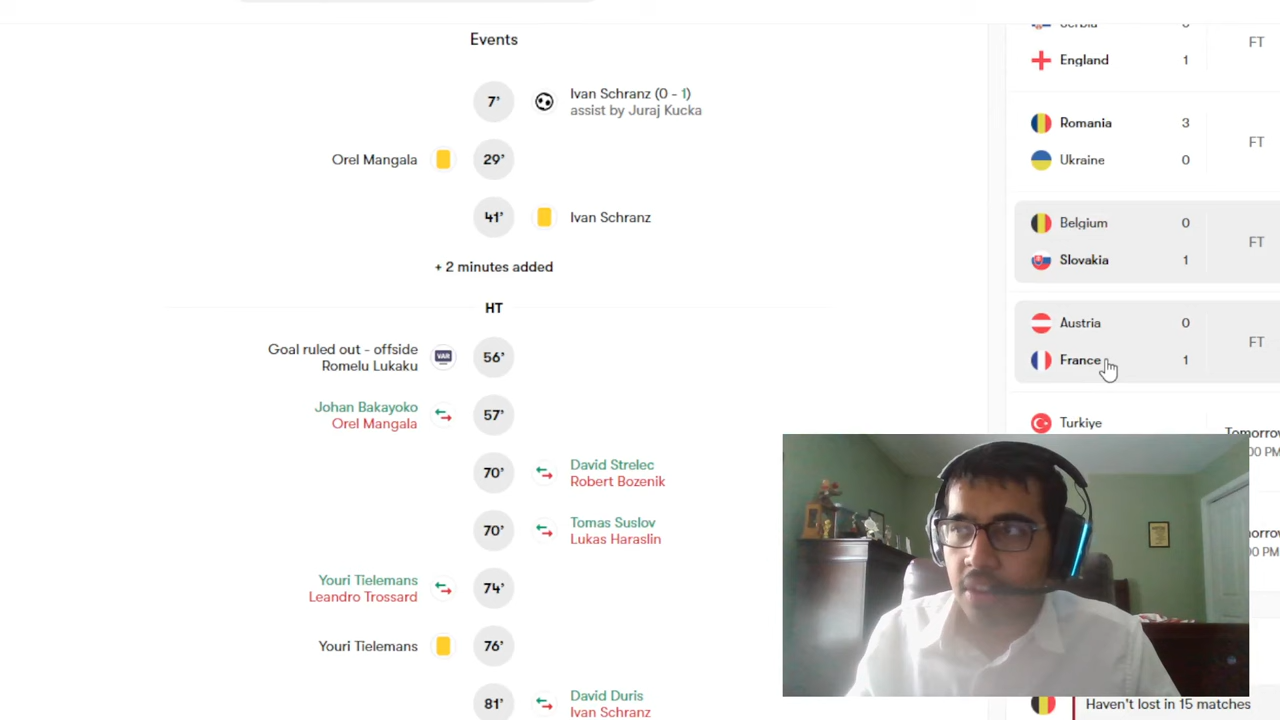 Events
7’
Ivan Schranz (0 - 1)
assist by Juraj Kucka
Orel Mangala
29’
41’
Ivan Schranz
+ 2 minutes added
HT
Goal ruled out - offside
Romelu Lukaku
VAR
56’
Johan Bakayoko
Orel Mangala
57’
70’
David Strelec
Robert Bozenik
70’
Tomas Suslov
Lukas Haraslin
Youri Tielemans
Leandro Trossard
74’
Youri Tielemans
76’
81’
David Duris
Ivan Schranz
Serbia
FT
England 1
Romania 3
FT
Ukraine 0
Belgium 0
FT
Slovakia 1
Austria 0
FT
France 1
Turkiye
Tomorrow
00 PM
Haven't lost in 15 matches